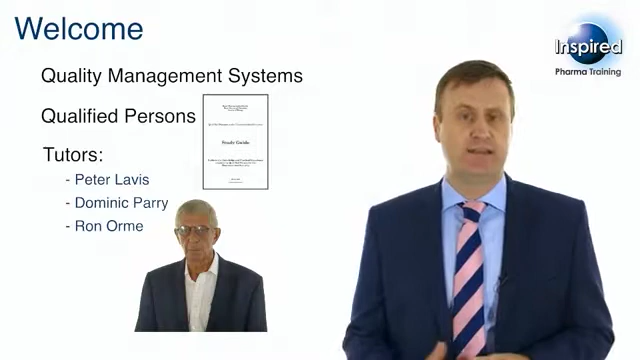 Welcome
Inspired
Pharma Training
Quality Management Systems
Qualified Persons
Study Guide
Tutors:
- Peter Lavis
- Dominic Parry
- Ron Orme